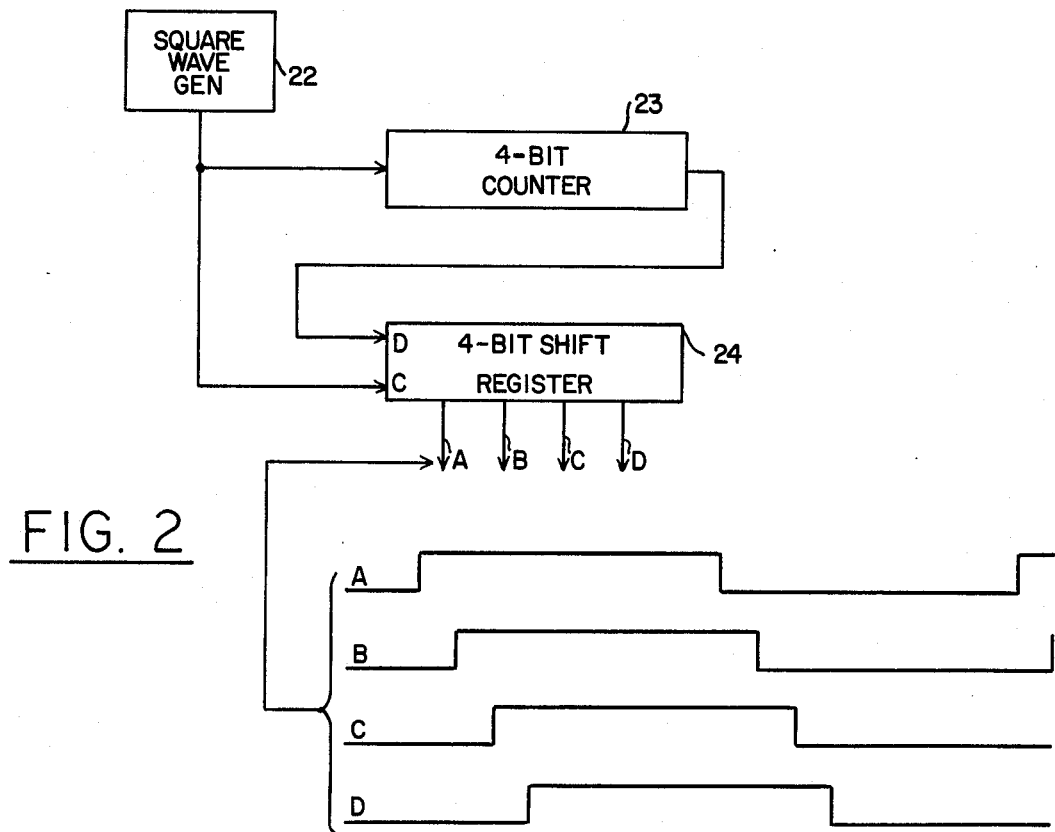 SQUARE
WAVE
GEN
22
23
4-BIT
COUNTER
D 4-BIT SHIFT
C REGISTER
24
A B C D
FIG. 2
A
B
C
D